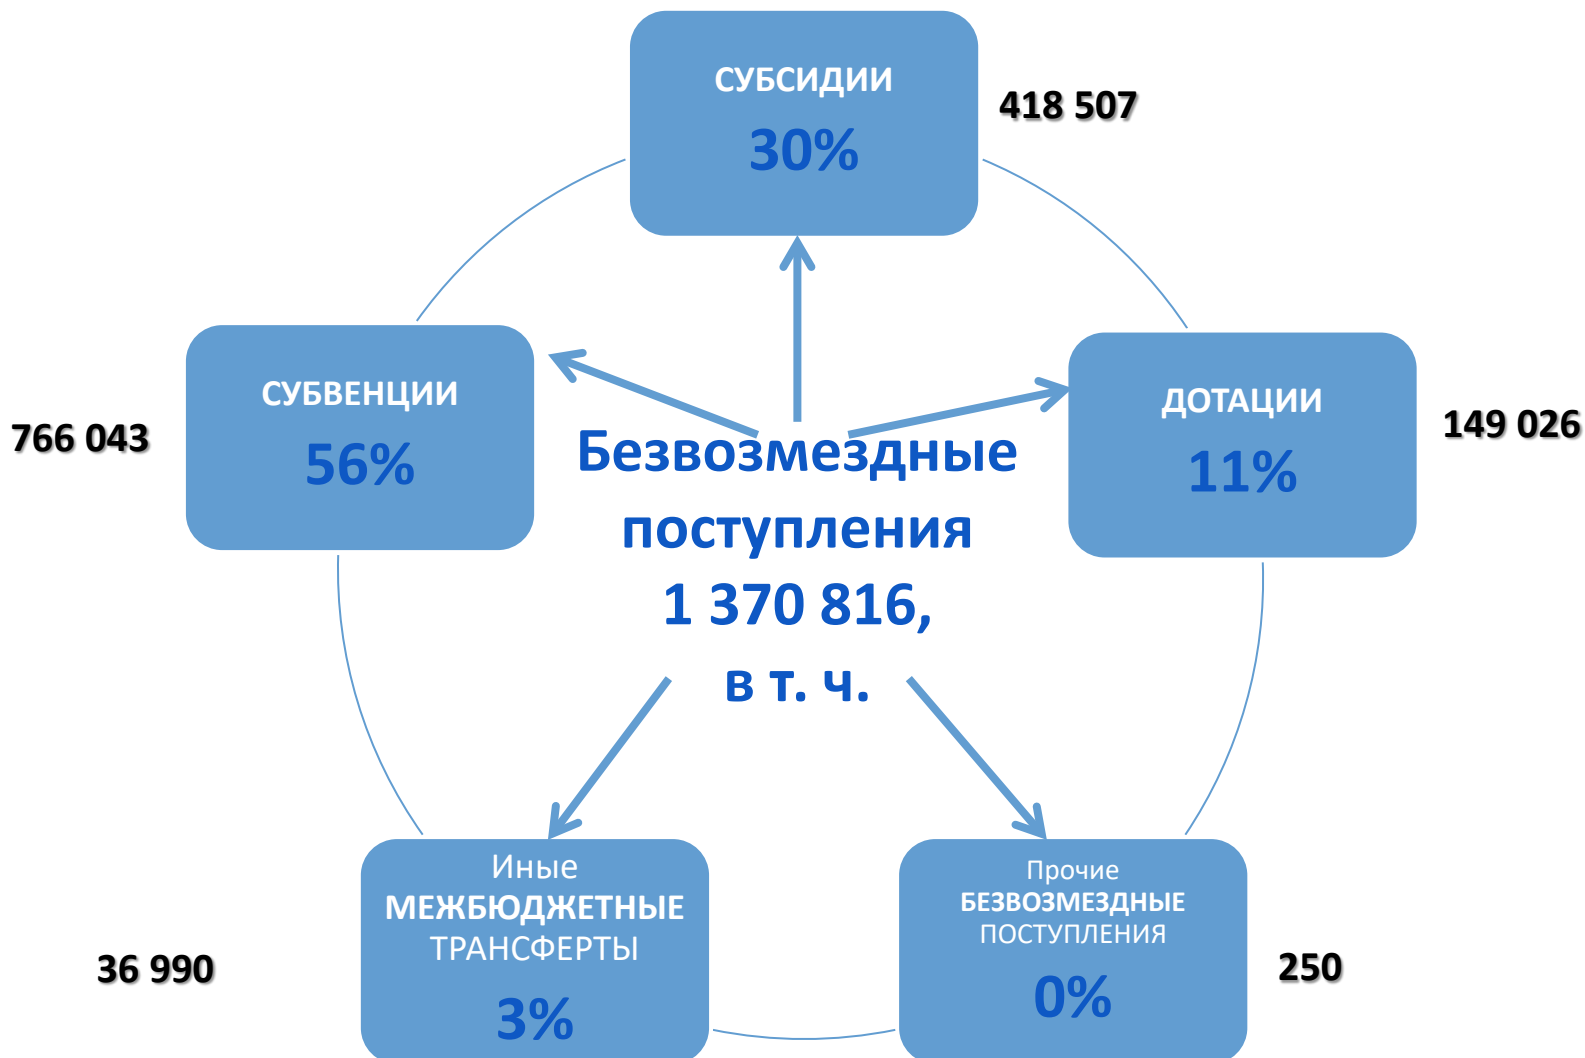 СУБСИДИИ
30%
418 507
СУБВЕНЦИИ
56%
766 043
ДОТАЦИИ
11%
149 026
Безвозмездные
поступления
1 370 816,
в т. ч.
Иные
МЕЖБЮДЖЕТНЫЕ
ТРАНСФЕРТЫ
3%
36 990
Прочие
БЕЗВОЗМЕЗДНЫЕ
ПОСТУПЛЕНИЯ
0%
250